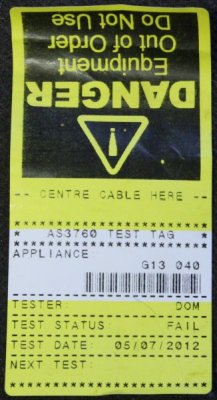 Do Not Use
Out of Order
Equipment
DANGER
-- CENTRE CABLE HERE --
* AS3760 TEST TAG *
APPLIANCE
G13 040
TESTER: DOM
TEST STATUS: FAIL
TEST DATE: 05/07/2012
NEXT TEST: